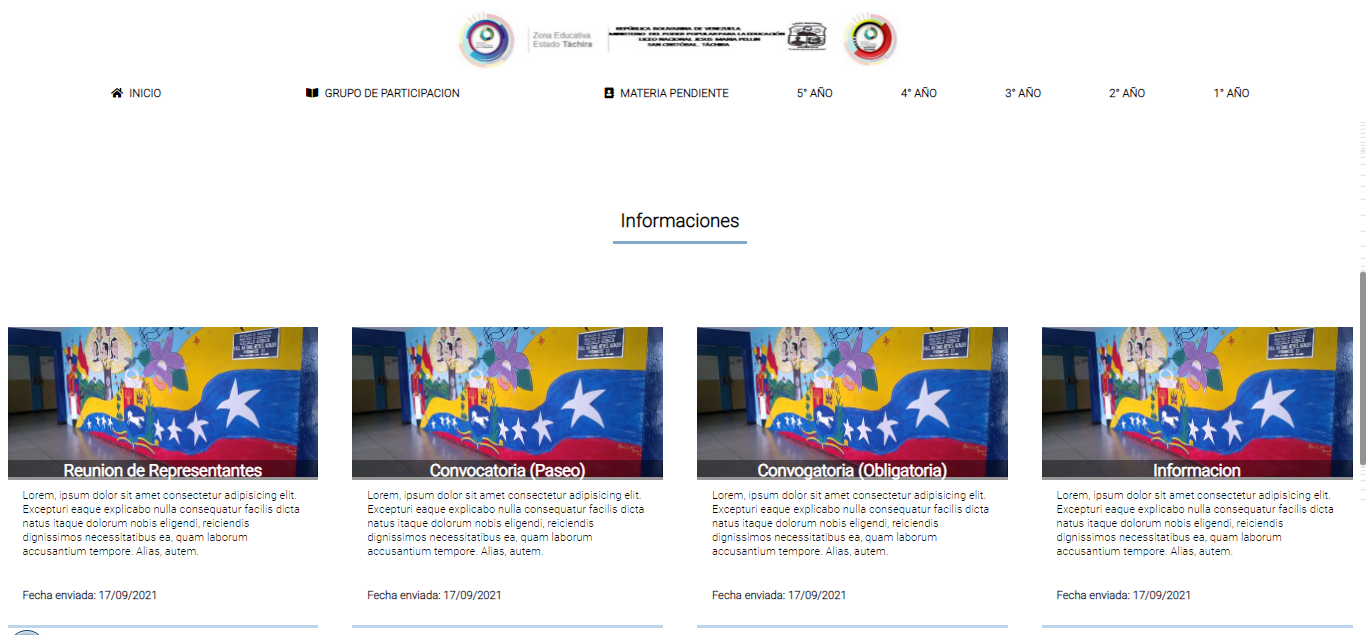 Zona Educativa
Estado Táchira
REPÚBLICA BOLIVARINA DE VENEZUELA
MINISTERIO DEL PODER POPULAR PARA LA EDUCACIÓN
LICEO NACIONAL JESUS MARIA PELLIN
SAN CRISTÓBAL, TÁCHIRA
INICIO GRUPO DE PARTICIPACION MATERIA PENDIENTE 5° AÑO 4° AÑO 3° AÑO 2° AÑO 1° AÑO
Informaciones
Reunion de Representantes
Lorem, ipsum dolor sit amet consectetur adipisicing elit.
Excepturi eaque explicabo nulla consequatur facilis dicta
natus itaque dolorum nobis eligendi, reiciendis
dignissimos necessitatibus ea, quam laborum
accusantium tempore. Alias, autem.
Fecha enviada: 17/09/2021
Convocatoria (Paseo)
Lorem, ipsum dolor sit amet consectetur adipisicing elit.
Excepturi eaque explicabo nulla consequatur facilis dicta
natus itaque dolorum nobis eligendi, reiciendis
dignissimos necessitatibus ea, quam laborum
accusantium tempore. Alias, autem.
Fecha enviada: 17/09/2021
Convogatoria (Obligatoria)
Lorem, ipsum dolor sit amet consectetur adipisicing elit.
Excepturi eaque explicabo nulla consequatur facilis dicta
natus itaque dolorum nobis eligendi, reiciendis
dignissimos necessitatibus ea, quam laborum
accusantium tempore. Alias, autem.
Fecha enviada: 17/09/2021
Informacion
Lorem, ipsum dolor sit amet consectetur adipisicing elit.
Excepturi eaque explicabo nulla consequatur facilis dicta
natus itaque dolorum nobis eligendi, reiciendis
dignissimos necessitatibus ea, quam laborum
accusantium tempore. Alias, autem.
Fecha enviada: 17/09/2021